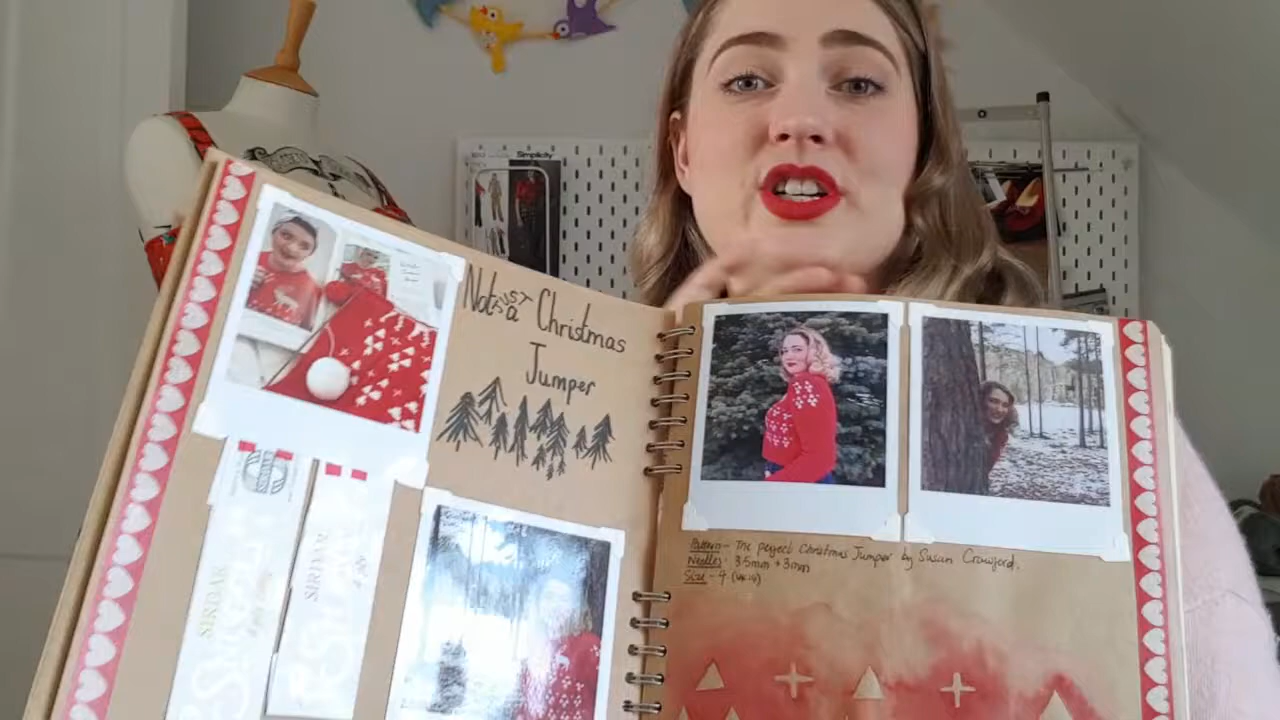 Simplicity
Not Just
a Christmas
Jumper
SIRDAR
SIRDAR
Pattern - The perfect Christmas Jumper by Susan Crawford.
Needles - 3.5mm + 3mm
Size - 4